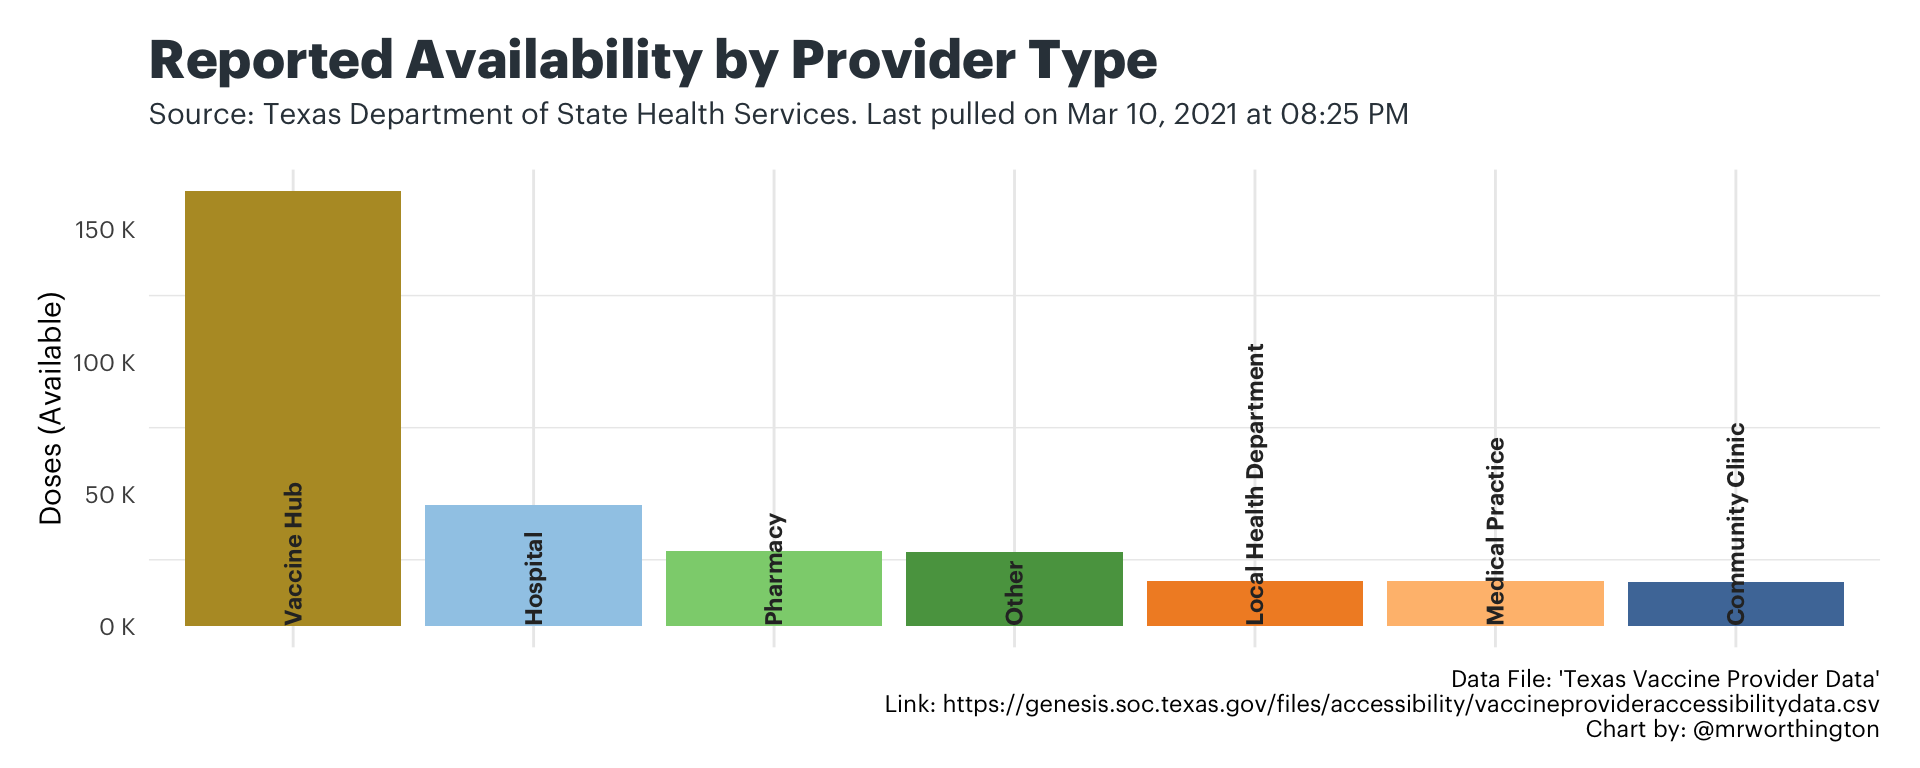 Reported Availability by Provider Type
Source: Texas Department of State Health Services. Last pulled on Mar 10, 2021 at 08:25 PM
Doses (Available)
150 K
100 K
50 K
0 K
Vaccine Hub
Hospital
Pharmacy
Other
Local Health Department
Medical Practice
Community Clinic
Data File: 'Texas Vaccine Provider Data'
Link: https://genesis.soc.texas.gov/files/accessibility/vaccineprovideraccessibilitydata.csv
Chart by: @mrworthington